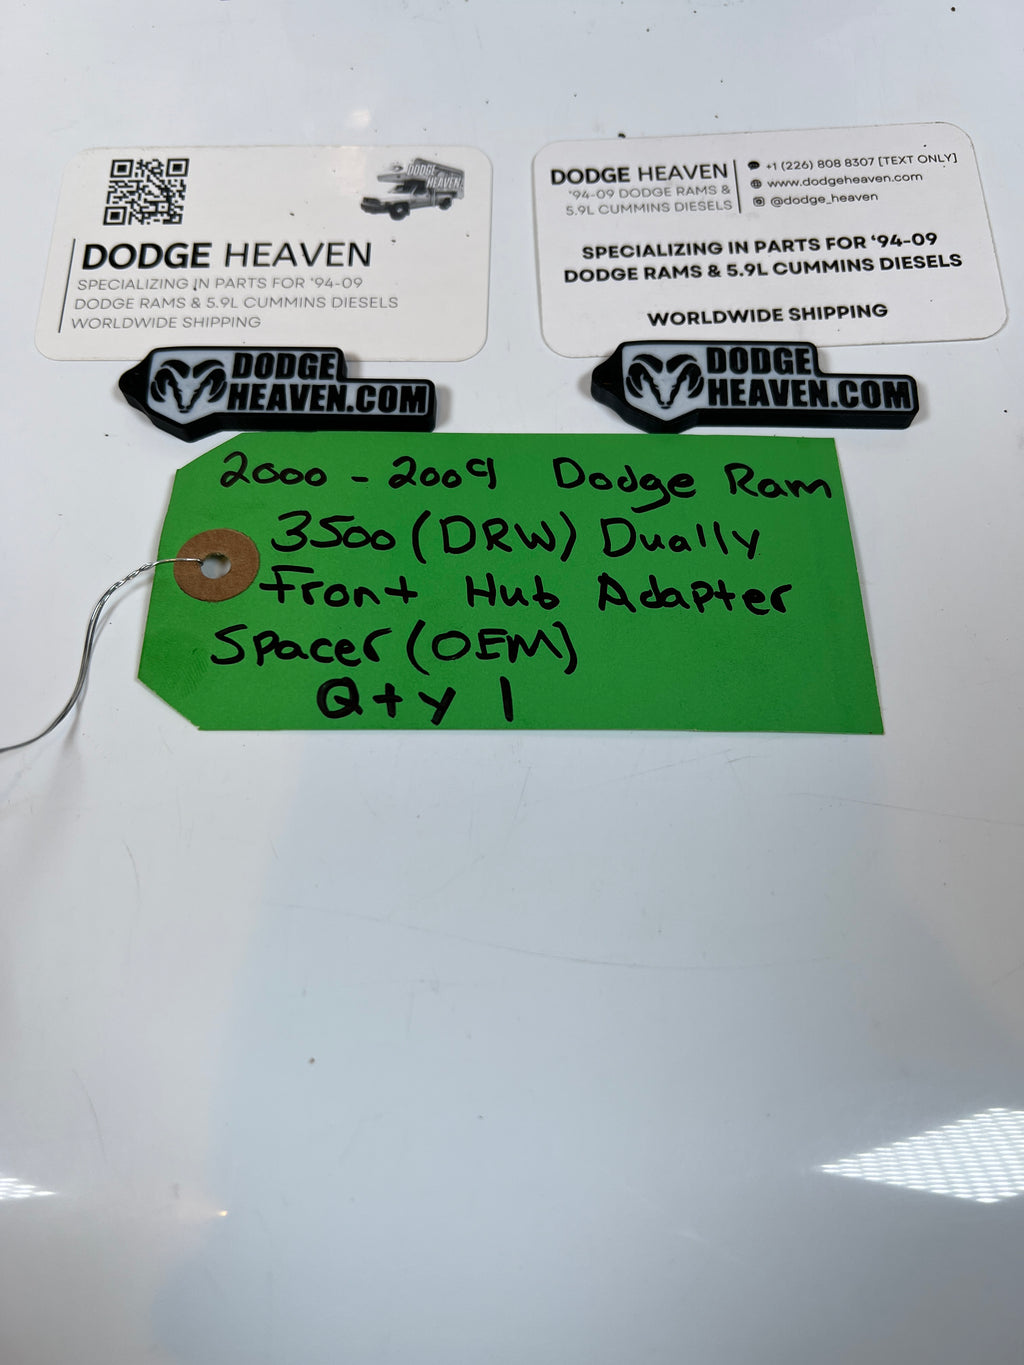 DODGE HEAVEN
DODGE HEAVEN
SPECIALIZING IN PARTS FOR '94-09
DODGE RAMS & 5.9L CUMMINS DIESELS
WORLDWIDE SHIPPING
DODGE HEAVEN
'94-09 DODGE RAMS &
5.9L CUMMINS DIESELS
+1 (226) 808 8307 [TEXT ONLY]
www.dodgeheaven.com
@dodge_heaven
SPECIALIZING IN PARTS FOR '94-09
DODGE RAMS & 5.9L CUMMINS DIESELS
WORLDWIDE SHIPPING
DODGE
HEAVEN.COM
DODGE
HEAVEN.COM
2000 - 2009 Dodge Ram
3500 (DRW) Dually
Front Hub Adapter
Spacer (OEM)
Qty 1